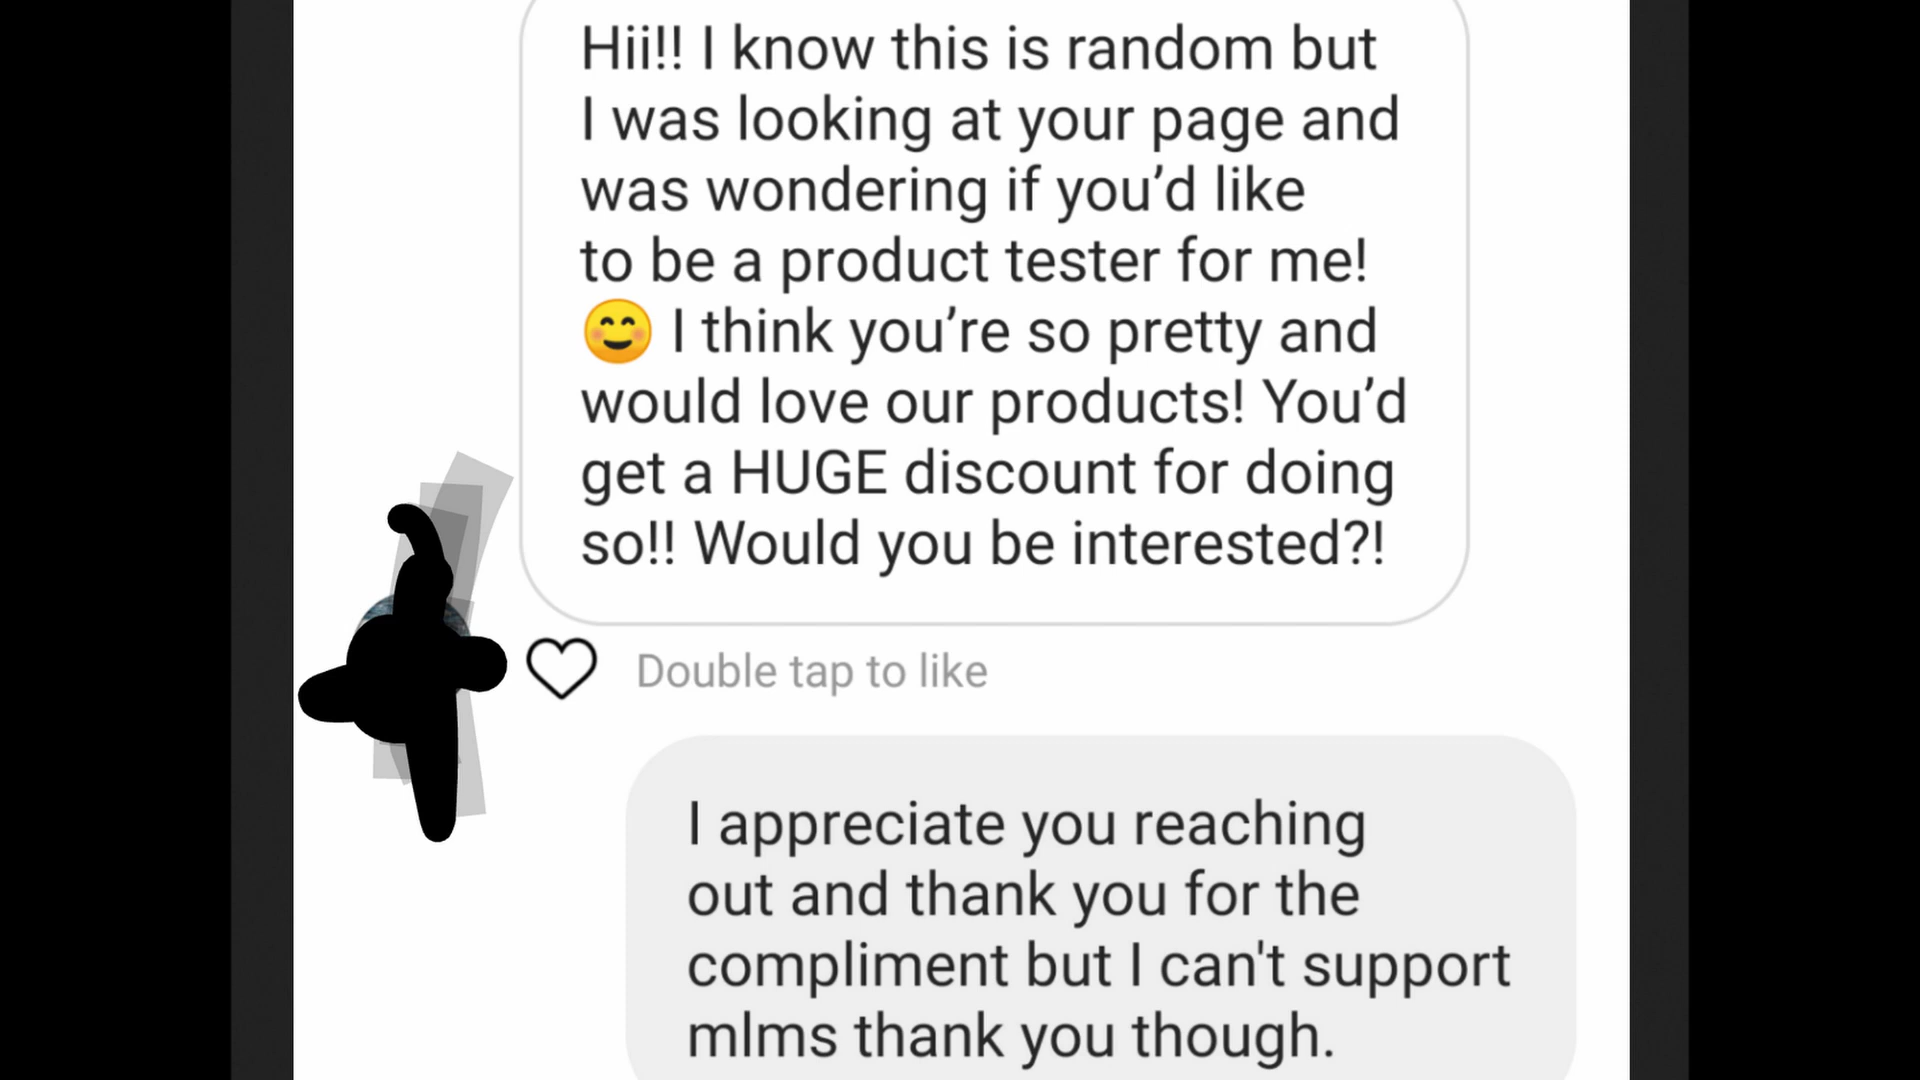 Hii!! I know this is random but
I was looking at your page and
was wondering if you’d like
to be a product tester for me!
😊 I think you’re so pretty and
would love our products! You’d
get a HUGE discount for doing
so!! Would you be interested?!
Double tap to like
I appreciate you reaching
out and thank you for the
compliment but I can't support
mlms thank you though.